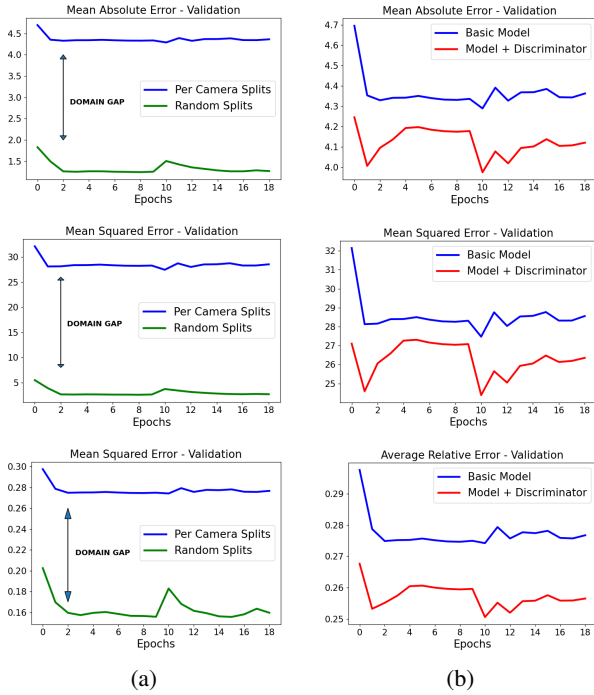 Mean Absolute Error - Validation
4.5
4.0
3.5
3.0
2.5
2.0
1.5
DOMAIN GAP
Per Camera Splits
Random Splits
0 2 4 6 8 10 12 14 16 18
Epochs
Mean Absolute Error - Validation
4.7
4.6
4.5
4.4
4.3
4.2
4.1
4.0
Basic Model
Model + Discriminator
0 2 4 6 8 10 12 14 16 18
Epochs
Mean Squared Error - Validation
30
25
20
15
10
5
DOMAIN GAP
Per Camera Splits
Random Splits
0 2 4 6 8 10 12 14 16 18
Epochs
Mean Squared Error - Validation
32
31
30
29
28
27
26
25
Basic Model
Model + Discriminator
0 2 4 6 8 10 12 14 16 18
Epochs
Mean Squared Error - Validation
0.30
0.28
0.26
0.24
0.22
0.20
0.18
0.16
DOMAIN GAP
Per Camera Splits
Random Splits
0 2 4 6 8 10 12 14 16 18
Epochs
Average Relative Error - Validation
0.29
0.28
0.27
0.26
0.25
Basic Model
Model + Discriminator
0 2 4 6 8 10 12 14 16 18
Epochs
(a)
(b)